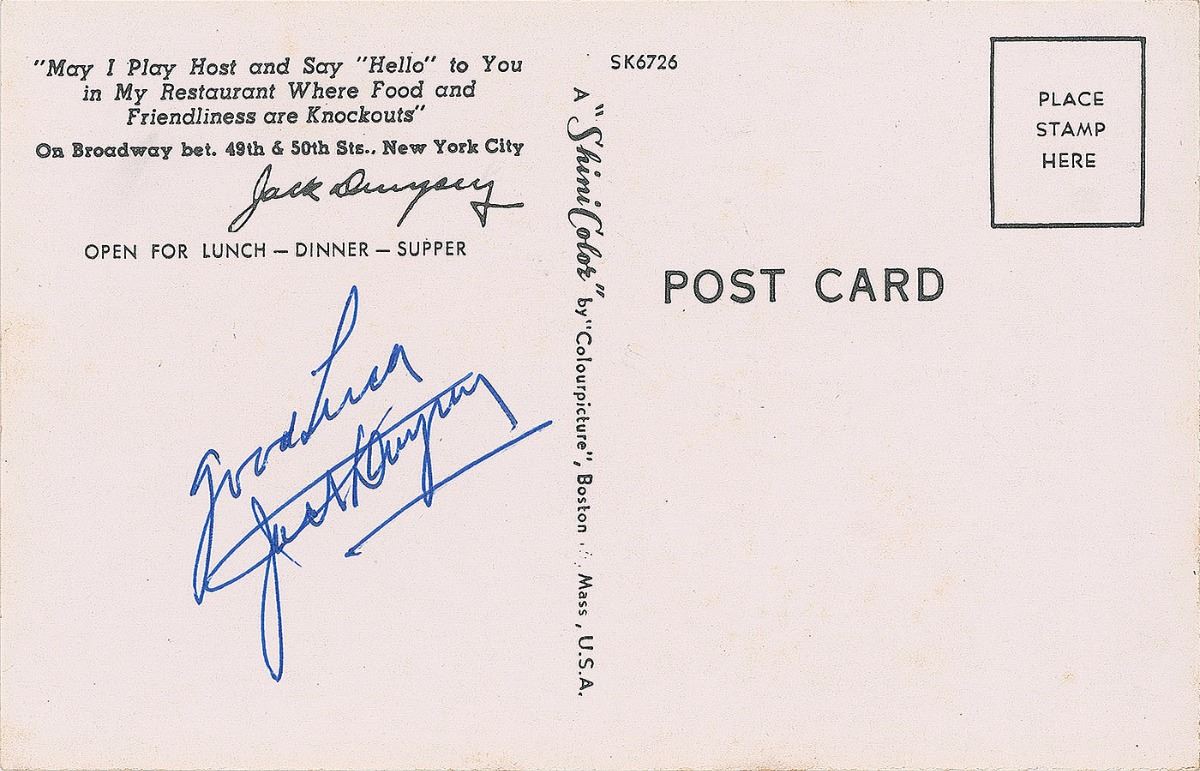 "May I Play Host and Say "Hello" to You
in My Restaurant Where Food and
Friendliness are Knockouts"
On Broadway bet. 49th & 50th Sts., New York City
Jack Dempsey
OPEN FOR LUNCH — DINNER — SUPPER
Good Luck
Jack Dempsey
SK6726
A "ShiniColor" by "Colourpicture", Boston , Mass , U.S.A.
PLACE
STAMP
HERE
POST CARD